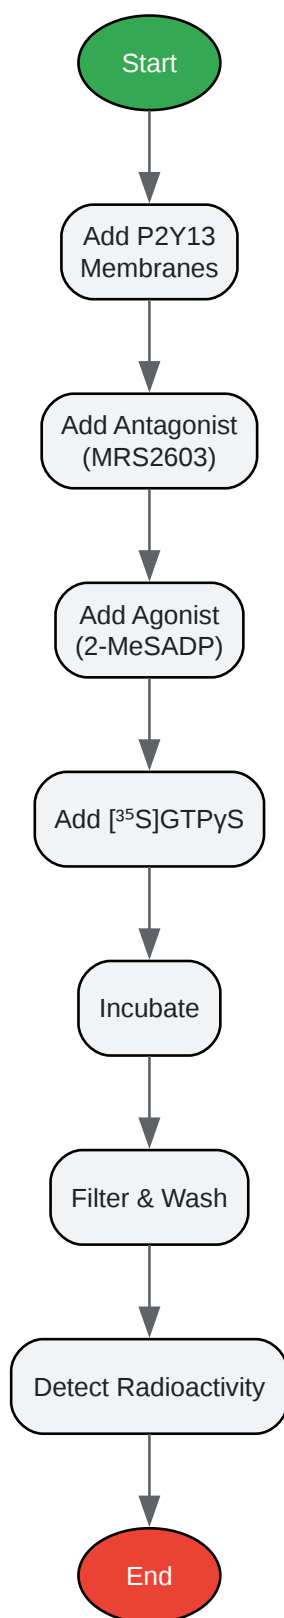 Start
Add P2Y13
Membranes
Add Antagonist
(MRS2603)
Add Agonist
(2-MeSADP)
Add [³⁵S]GTPγS
Incubate
Filter & Wash
Detect Radioactivity
End